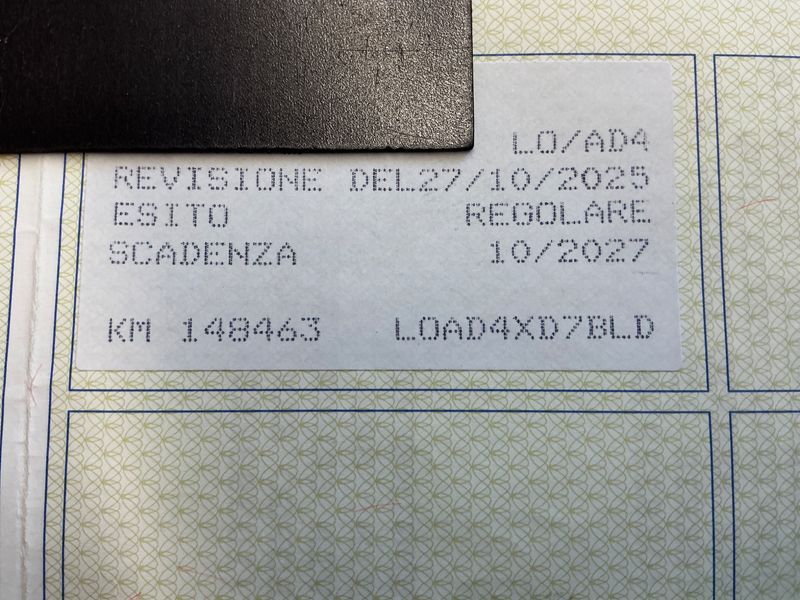 LO/AD4
REVISIONE DEL27/10/2025
ESITO REGOLARE
SCADENZA 10/2027
KM 148463 LOAD4XD7BLD